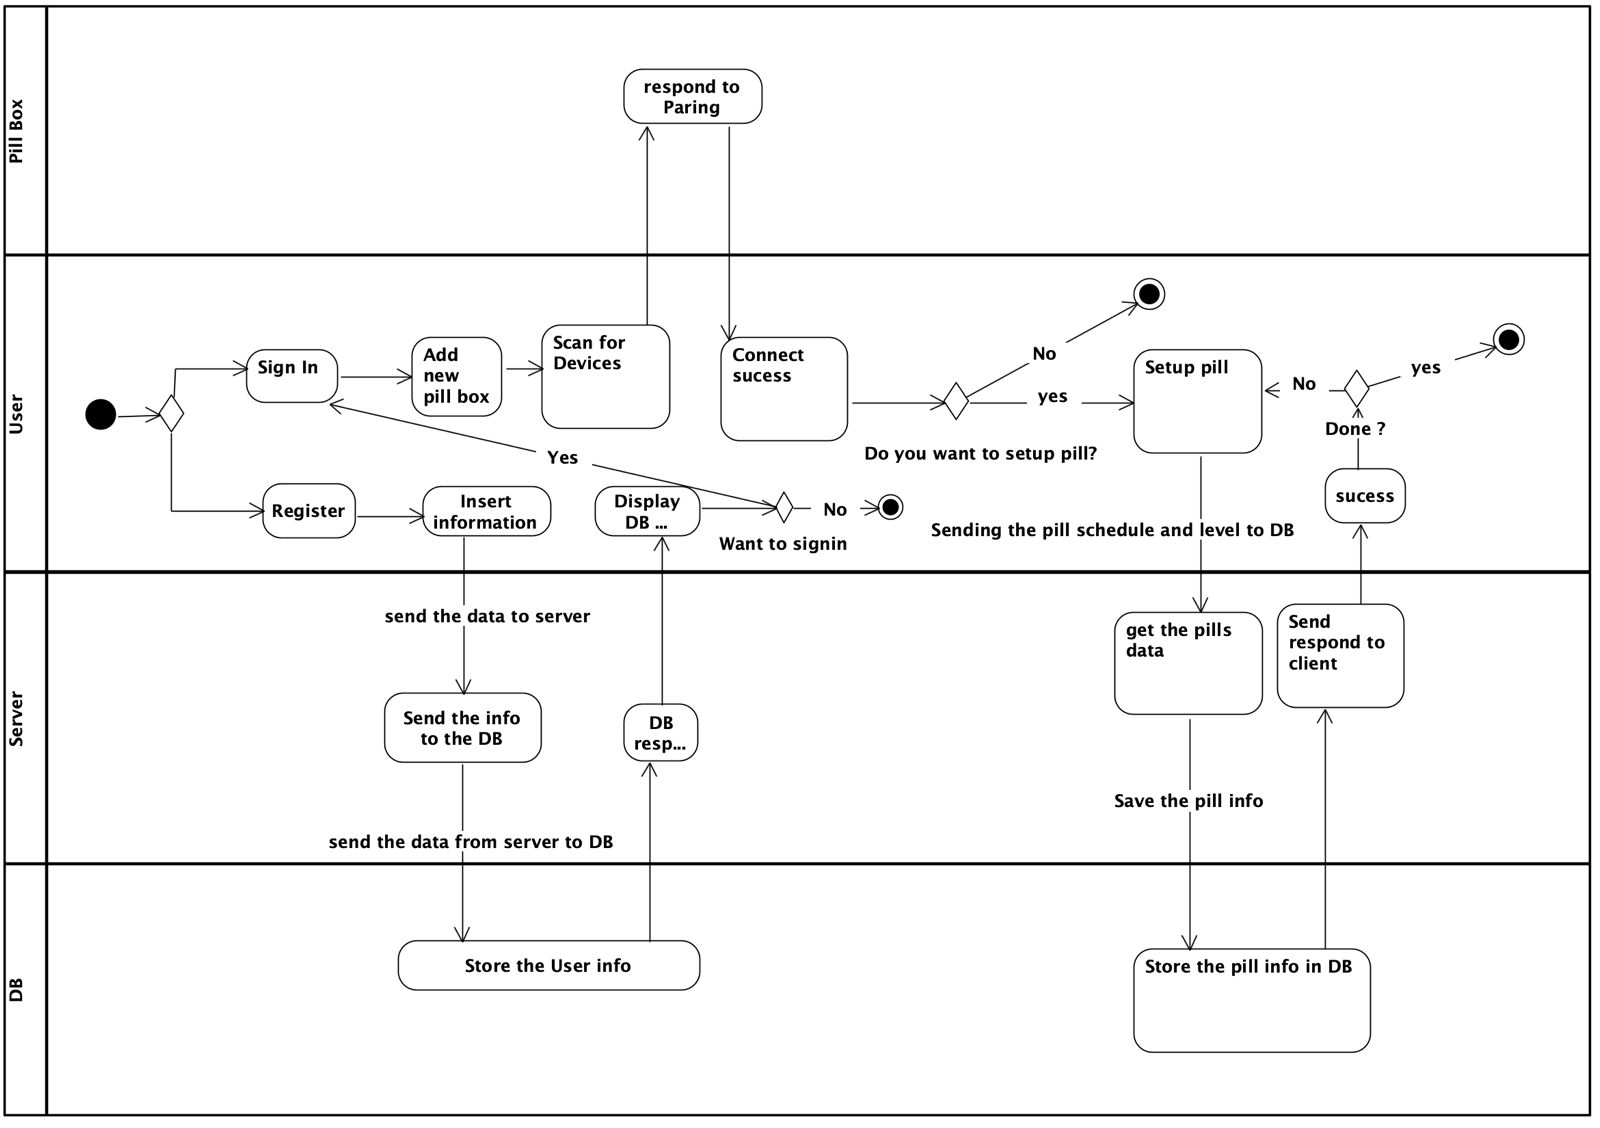 Pill Box
respond to
Paring
User
Sign In
Add
new
pill box
Scan for
Devices
Connect
sucess
No
yes
Do you want to setup pill?
Setup pill
No
yes
Done ?
sucess
Yes
Register
Insert
information
Display
DB ...
No
Want to signin
Sending the pill schedule and level to DB
Server
send the data to server
Send the info
to the DB
DB
resp...
send the data from server to DB
get the pills
data
Send
respond to
client
Save the pill info
DB
Store the User info
Store the pill info in DB